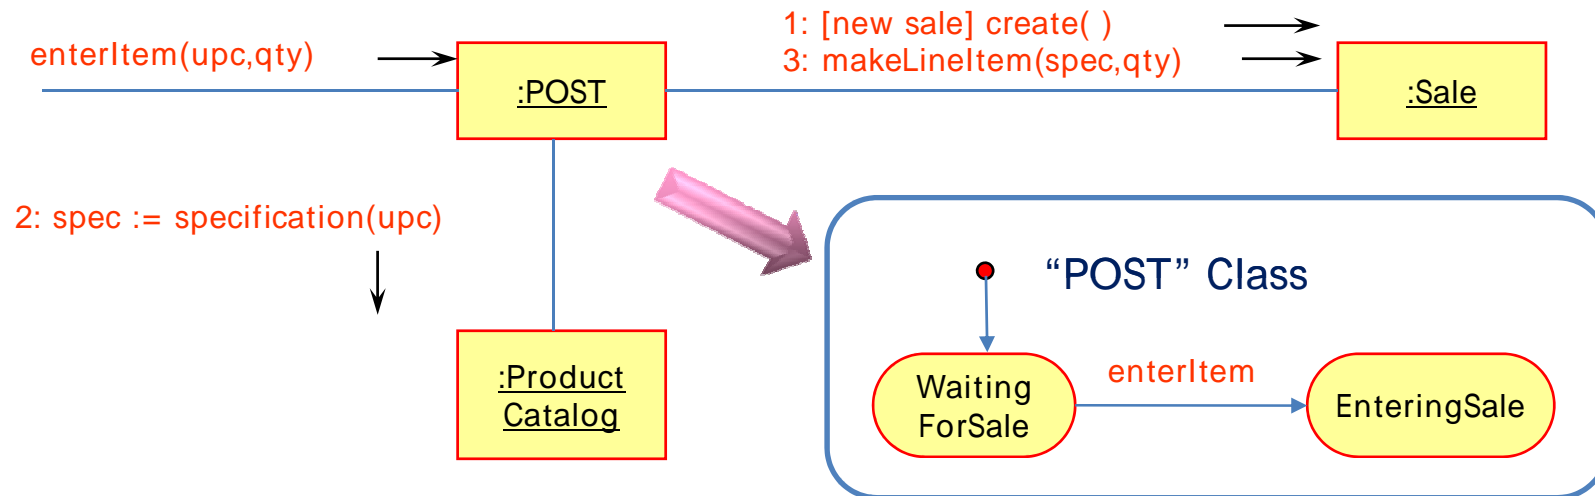 1: [new sale] create( )
enterItem(upc,qty)
3: makeLineItem(spec,qty)
:POST
:Sale
2: spec := specification(upc)
“POST” Class
:Product
Catalog
Waiting
ForSale
enterItem
EnteringSale